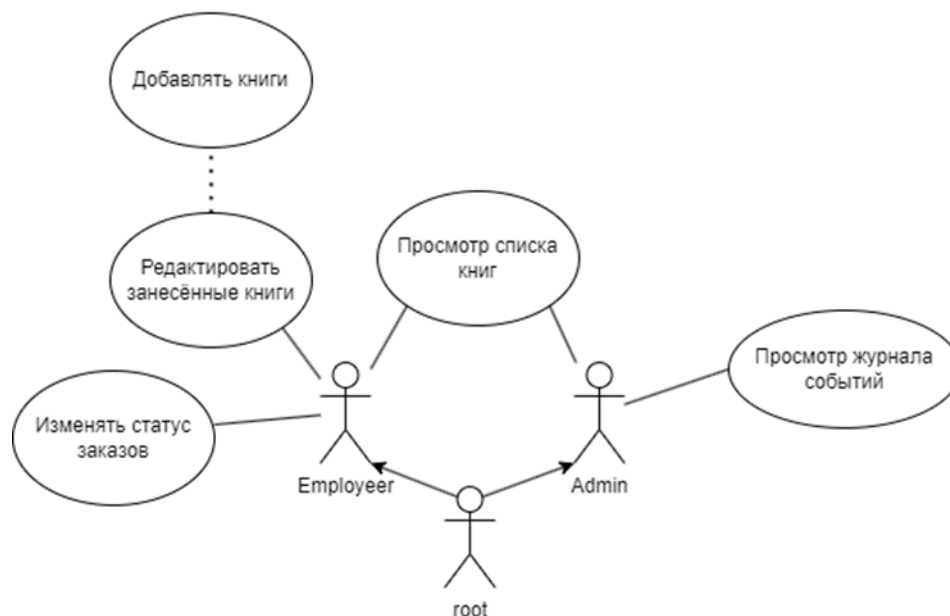 Добавлять книги
Редактировать
занесённые книги
Просмотр списка
книг
Изменять статус
заказов
Просмотр журнала
событий
Employeer
Admin
root